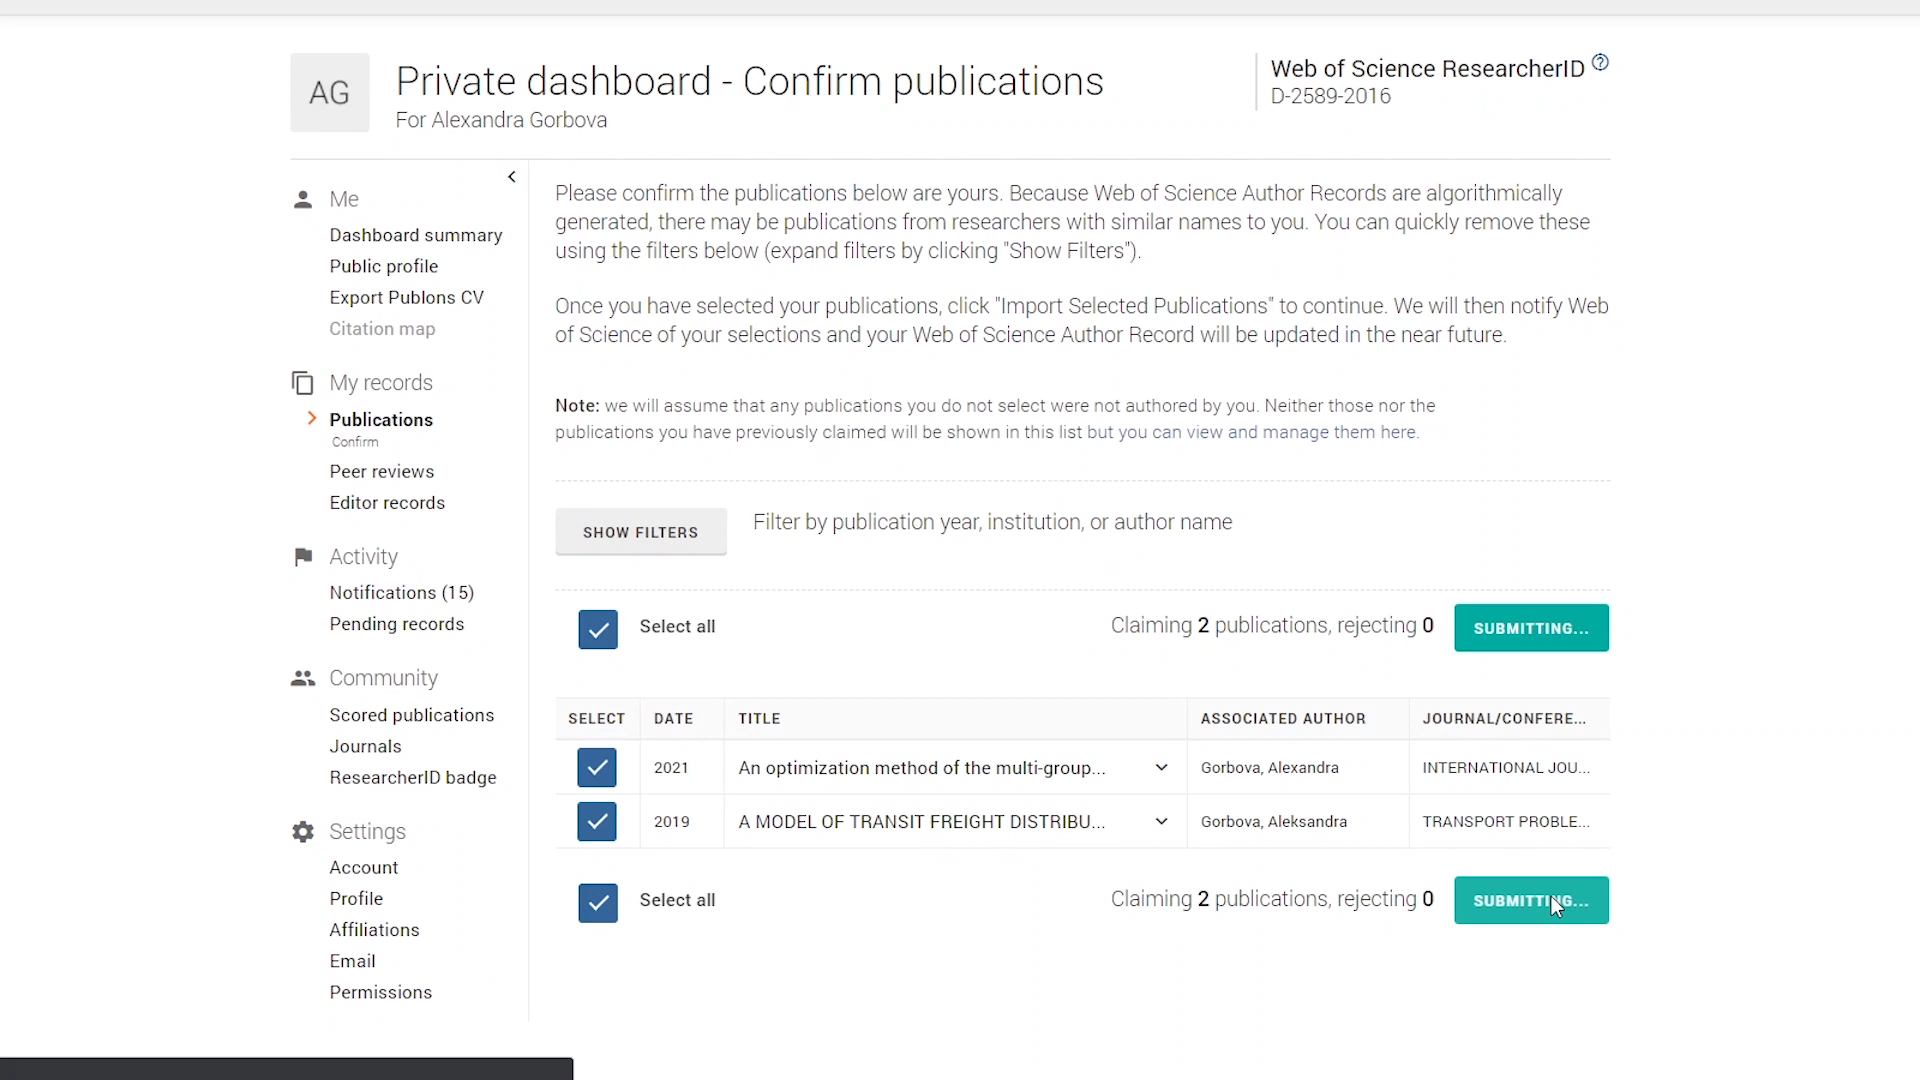 AG
Private dashboard - Confirm publications
For Alexandra Gorbova
Web of Science ResearcherID ?
D-2589-2016
Me
Dashboard summary
Public profile
Export Publons CV
Citation map
My records
Publications
Confirm
Peer reviews
Editor records
Activity
Notifications (15)
Pending records
Community
Scored publications
Journals
ResearcherID badge
Settings
Account
Profile
Affiliations
Email
Permissions
Please confirm the publications below are yours. Because Web of Science Author Records are algorithmically
generated, there may be publications from researchers with similar names to you. You can quickly remove these
using the filters below (expand filters by clicking "Show Filters").
Once you have selected your publications, click "Import Selected Publications" to continue. We will then notify Web
of Science of your selections and your Web of Science Author Record will be updated in the near future.
Note: we will assume that any publications you do not select were not authored by you. Neither those nor the
publications you have previously claimed will be shown in this list but you can view and manage them here.
SHOW FILTERS
Filter by publication year, institution, or author name
Select all
Claiming 2 publications, rejecting 0
SUBMITTING...
SELECT DATE TITLE ASSOCIATED AUTHOR JOURNAL/CONFERE...
2021 An optimization method of the multi-group... Gorbova, Alexandra INTERNATIONAL JOU...
2019 A MODEL OF TRANSIT FREIGHT DISTRIBU... Gorbova, Aleksandra TRANSPORT PROBLE...
Select all
Claiming 2 publications, rejecting 0
SUBMITTING...